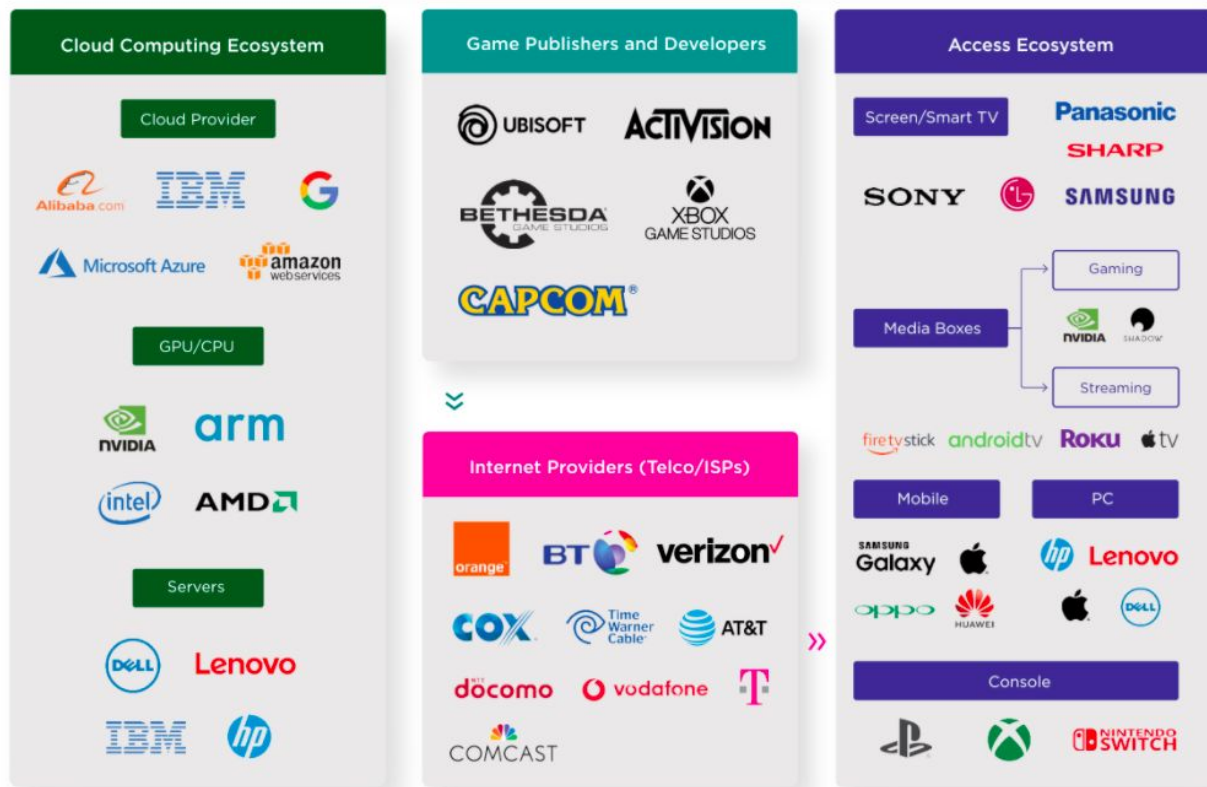 Cloud Computing Ecosystem
Cloud Provider
Alibaba.com
IBM
G
Microsoft Azure
amazon
webservices
GPU/CPU
NVIDIA
arm
intel
AMD
Servers
DELL
Lenovo
IBM
hp
Game Publishers and Developers
UBISOFT
ACTIVISION
BETHESDA
GAME STUDIOS
XBOX
GAME STUDIOS
CAPCOM®
Internet Providers (Telco/ISPs)
orange™
BT
verizon
COX
Time
Warner
Cable
AT&T
NTT
docomo
vodafone
T
COMCAST
Access Ecosystem
Screen/Smart TV
Panasonic
SHARP
SONY
LG
SAMSUNG
Media Boxes
Gaming
NVIDIA
SHADOW
Streaming
firetvstick
androidtv
ROKU
tv
Mobile
SAMSUNG
Galaxy
oppo
HUAWEI
PC
hp
Lenovo
DELL
Console
NINTENDO
SWITCH